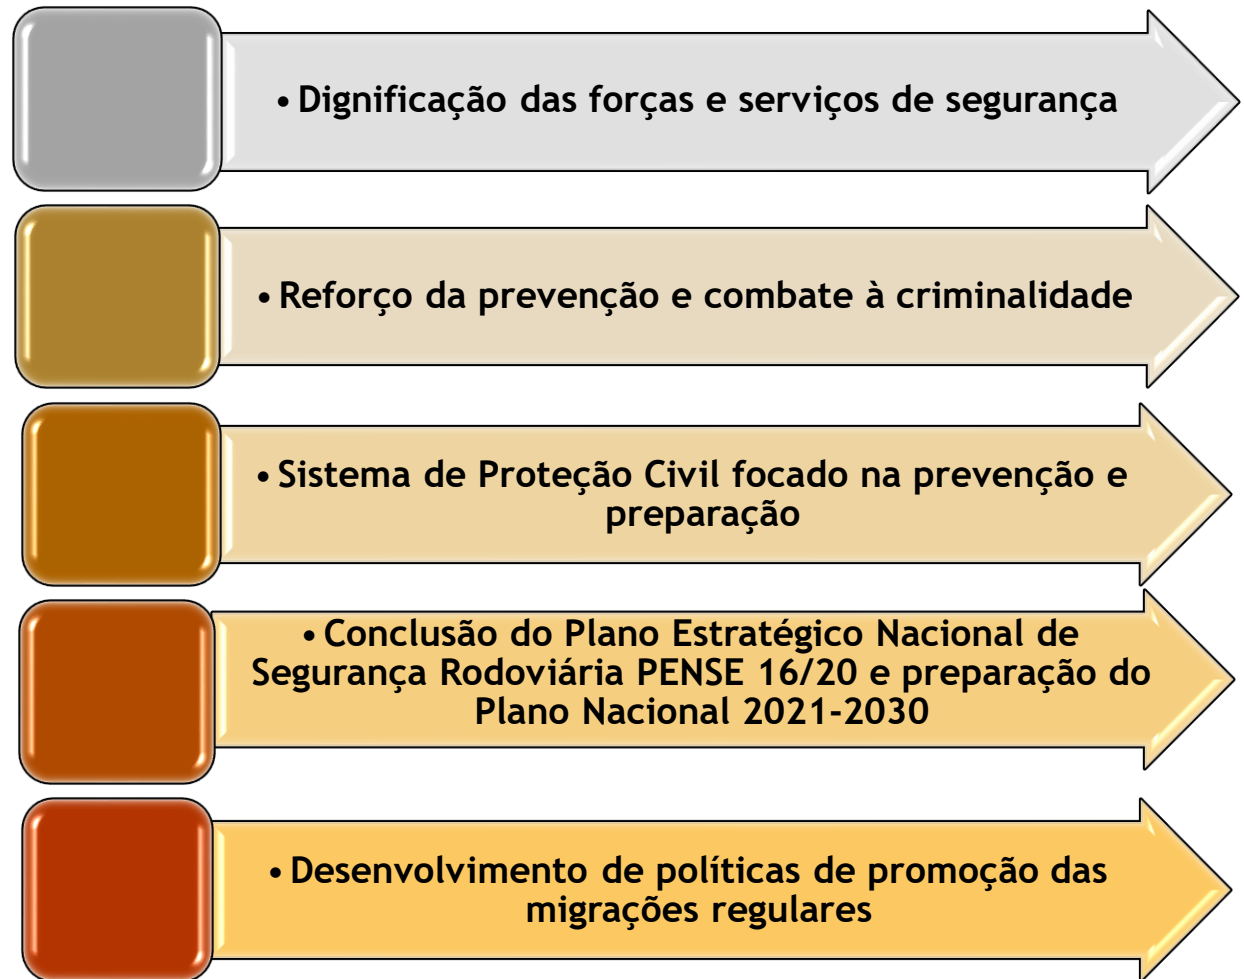 • Dignificação das forças e serviços de segurança
• Reforço da prevenção e combate à criminalidade
• Sistema de Proteção Civil focado na prevenção e
preparação
• Conclusão do Plano Estratégico Nacional de
Segurança Rodoviária PENSE 16/20 e preparação do
Plano Nacional 2021-2030
• Desenvolvimento de políticas de promoção das
migrações regulares